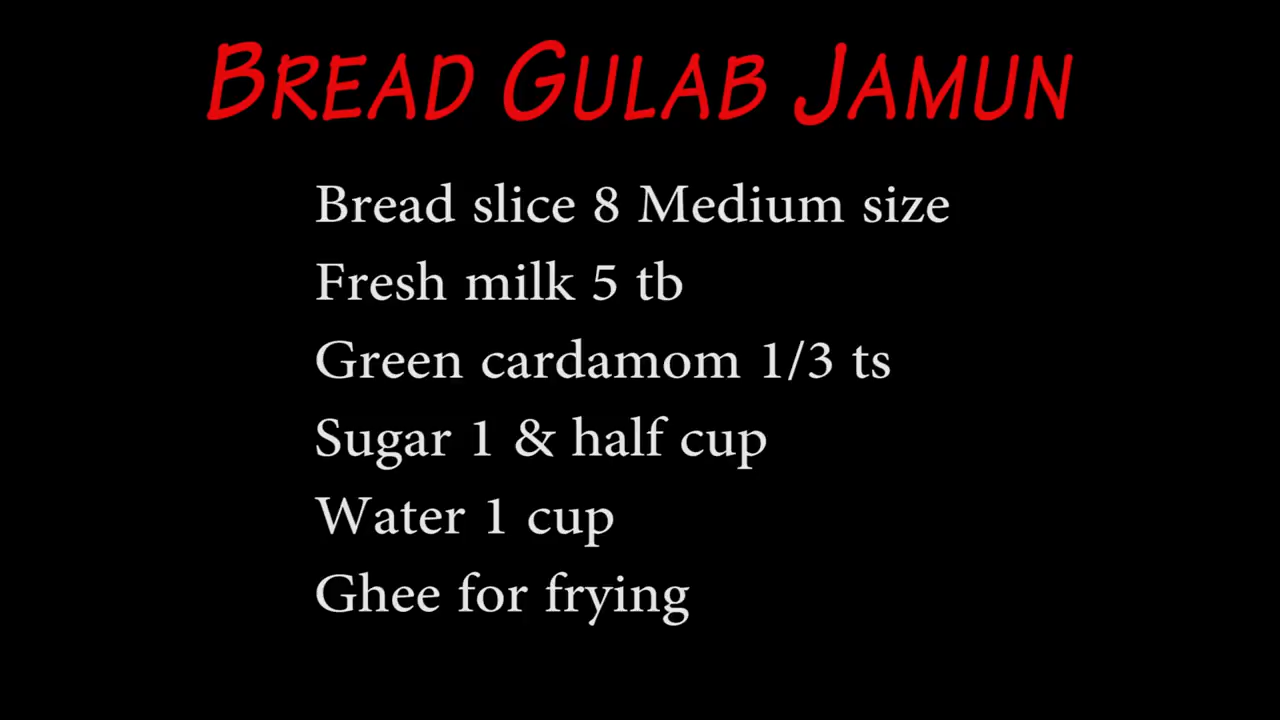 BREAD GULAB JAMUN
Bread slice 8 Medium size
Fresh milk 5 tb
Green cardamom 1/3 ts
Sugar 1 & half cup
Water 1 cup
Ghee for frying